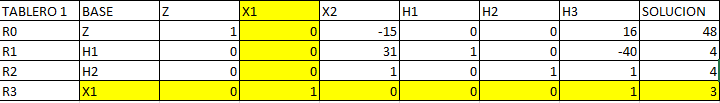 TABLERO 1 BASE Z X1 X2 H1 H2 H3 SOLUCION
R0 Z 1 0 -15 0 0 16 48
R1 H1 0 0 31 1 0 -40 4
R2 H2 0 0 1 0 1 1 4
R3 X1 0 1 0 0 0 1 3